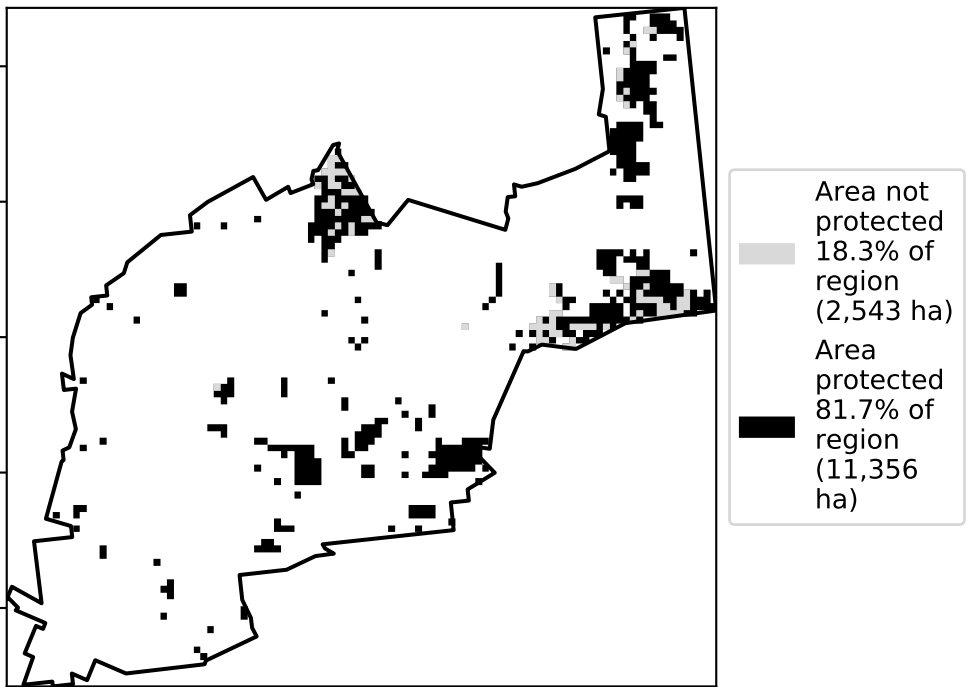 Area not
protected
18.3% of
region
(2,543 ha)
Area
protected
81.7% of
region
(11,356
ha)